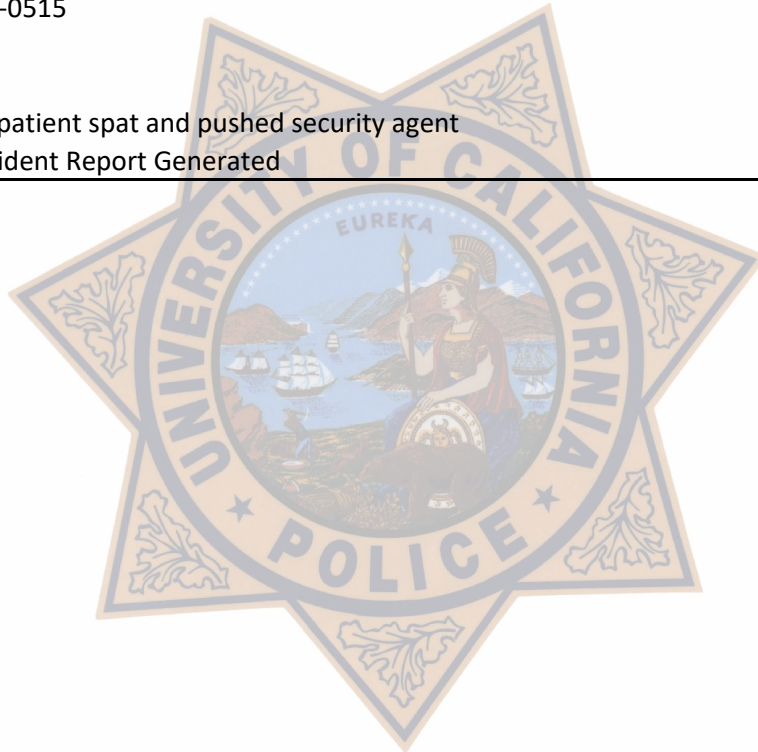 -0515
patient spat and pushed security agent
ident Report Generated
UNIVERSITY OF CALIFORNIA
EUREKA
POLICE